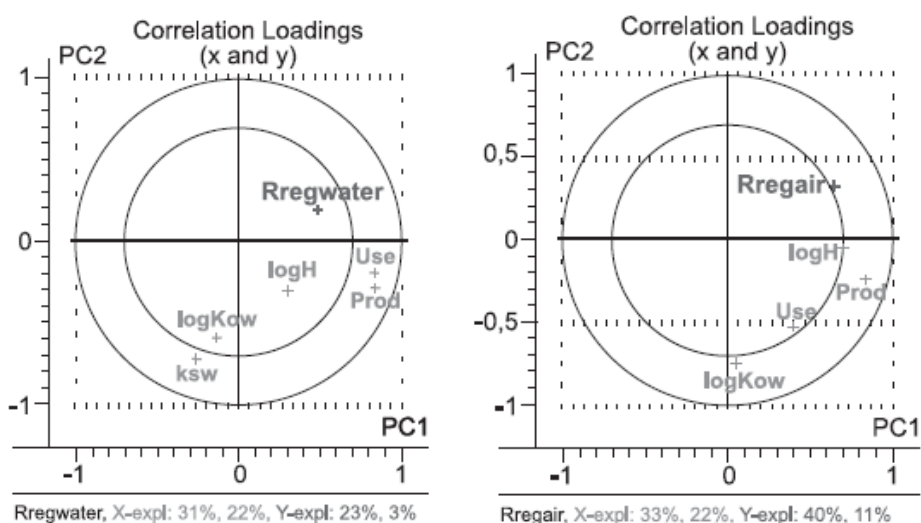 Correlation Loadings
(x and y)
PC2
1
Rregwater
0
logH
Use
Prod
logKow
ksw
-1
PC1
-1
0
1
Rregwater, X-expl: 31%, 22%, Y-expl: 23%, 3%
Correlation Loadings
(x and y)
PC2
1
0,5
Rregair
0
logH
Prod
Use
-0,5
logKow
-1
PC1
-1
0
1
Rregair, X-expl: 33%, 22%, Y-expl: 40%, 11%